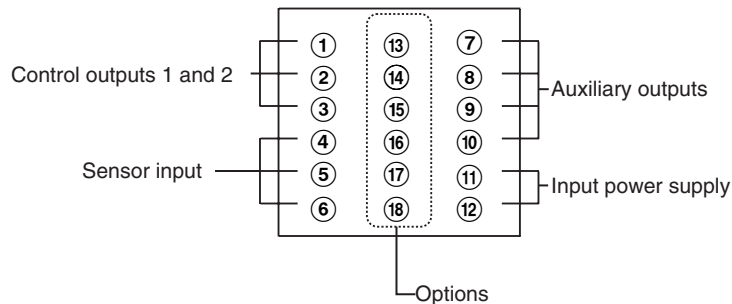 ① ⑬ ⑦
Control outputs 1 and 2 ② ⑭ ⑧ Auxiliary outputs
③ ⑮ ⑨
④ ⑯ ⑩
Sensor input ⑤ ⑰ ⑪ Input power supply
⑥ ⑱ ⑫
Options